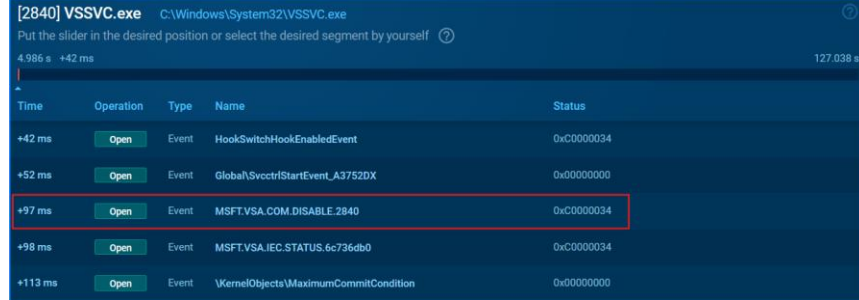 [2840] VSSVC.exe C:\Windows\System32\VSSVC.exe
Put the slider in the desired position or select the desired segment by yourself ?
4.986 s +42 ms 127.038 s
Time Operation Type Name Status
+42 ms Open Event HookSwitchHookEnabledEvent 0xC0000034
+52 ms Open Event Global\SvcctrlStartEvent_A3752DX 0x00000000
+97 ms Open Event MSFT.VSA.COM.DISABLE.2840 0xC0000034
+98 ms Open Event MSFT.VSA.IEC.STATUS.6c736db0 0xC0000034
+113 ms Open Event \KernelObjects\MaximumCommitCondition 0x00000000